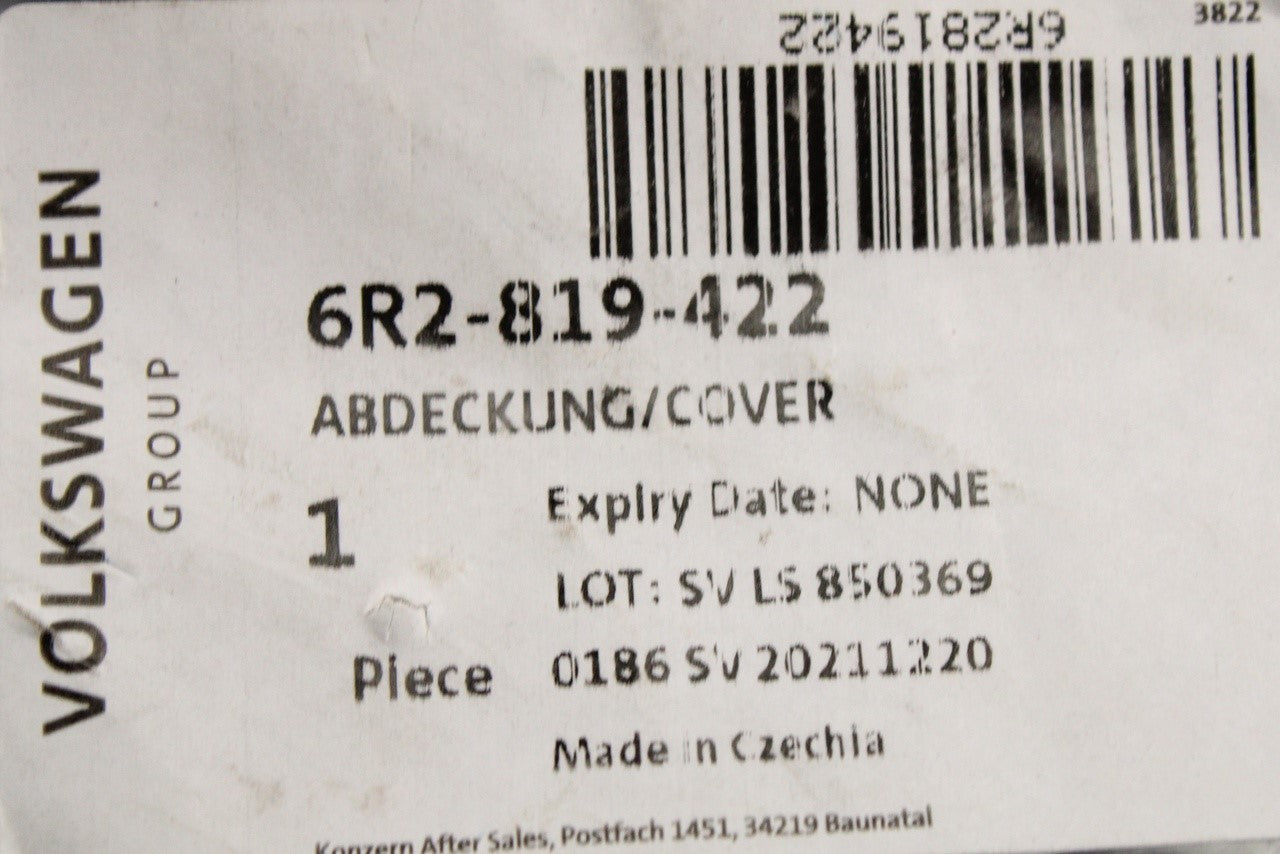 3822
6R2819422
VOLKSWAGEN
GROUP
6R2-819-422
ABDECKUNG/COVER
1
Piece
Expiry Date: NONE
LOT: SV LS 850369
0186 SV 20211220
Made in Czechia
Konzern After Sales, Postfach 1451, 34219 Baunatal